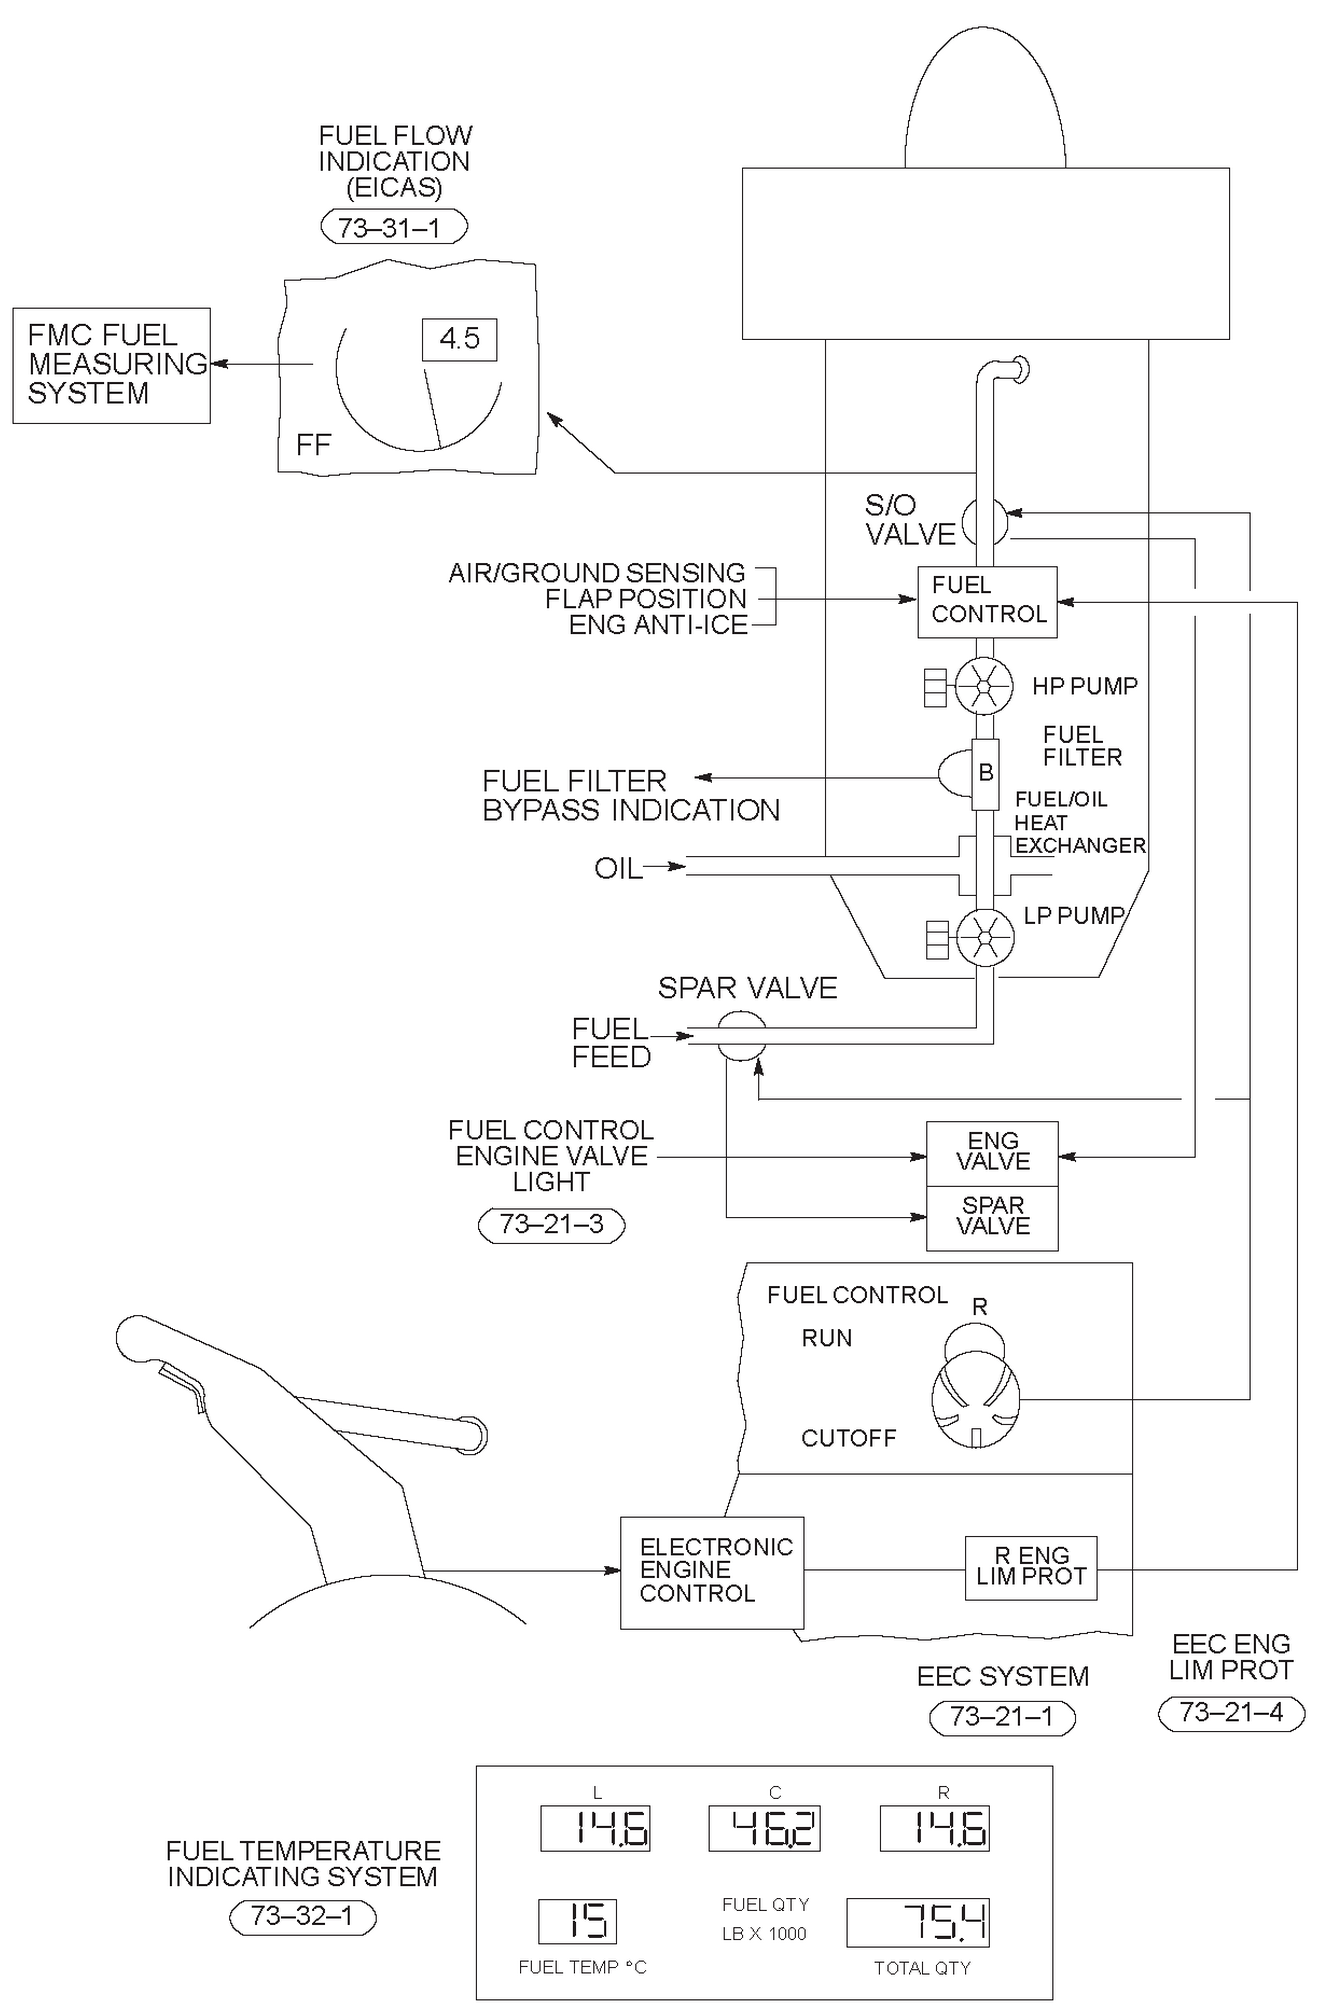 FUEL FLOW
INDICATION
(EICAS)
73–31–1
FMC FUEL
MEASURING
SYSTEM
4.5
FF
S/O
VALVE
AIR/GROUND SENSING
FLAP POSITION
ENG ANTI-ICE
FUEL
CONTROL
HP PUMP
FUEL
FILTER
B
FUEL FILTER
BYPASS INDICATION
FUEL/OIL
HEAT
EXCHANGER
OIL
LP PUMP
SPAR VALVE
FUEL
FEED
FUEL CONTROL
ENGINE VALVE
LIGHT
73–21–3
ENG
VALVE
SPAR
VALVE
FUEL CONTROL
R
RUN
CUTOFF
ELECTRONIC
ENGINE
CONTROL
R ENG
LIM PROT
EEC SYSTEM
73–21–1
EEC ENG
LIM PROT
73–21–4
FUEL TEMPERATURE
INDICATING SYSTEM
73–32–1
L C R
14.6 46.2 14.6
15
FUEL QTY
LB X 1000
75.4
FUEL TEMP °C
TOTAL QTY